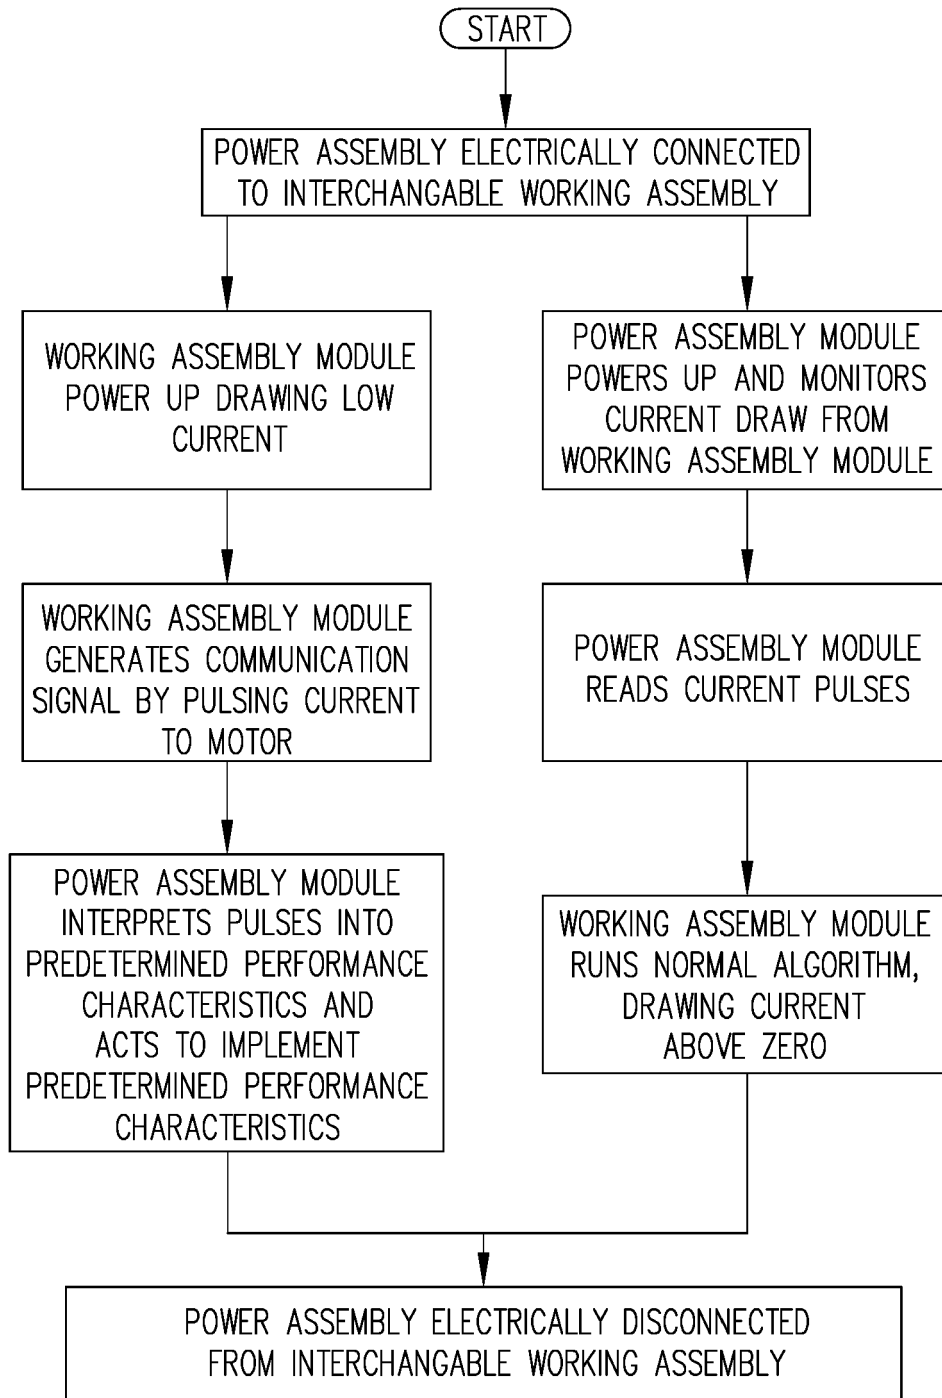 START
POWER ASSEMBLY ELECTRICALLY CONNECTED
TO INTERCHANGABLE WORKING ASSEMBLY
WORKING ASSEMBLY MODULE
POWER UP DRAWING LOW
CURRENT
POWER ASSEMBLY MODULE
POWERS UP AND MONITORS
CURRENT DRAW FROM
WORKING ASSEMBLY MODULE
WORKING ASSEMBLY MODULE
GENERATES COMMUNICATION
SIGNAL BY PULSING CURRENT
TO MOTOR
POWER ASSEMBLY MODULE
READS CURRENT PULSES
POWER ASSEMBLY MODULE
INTERPRETS PULSES INTO
PREDETERMINED PERFORMANCE
CHARACTERISTICS AND
ACTS TO IMPLEMENT
PREDETERMINED PERFORMANCE
CHARACTERISTICS
WORKING ASSEMBLY MODULE
RUNS NORMAL ALGORITHM,
DRAWING CURRENT
ABOVE ZERO
POWER ASSEMBLY ELECTRICALLY DISCONNECTED
FROM INTERCHANGABLE WORKING ASSEMBLY